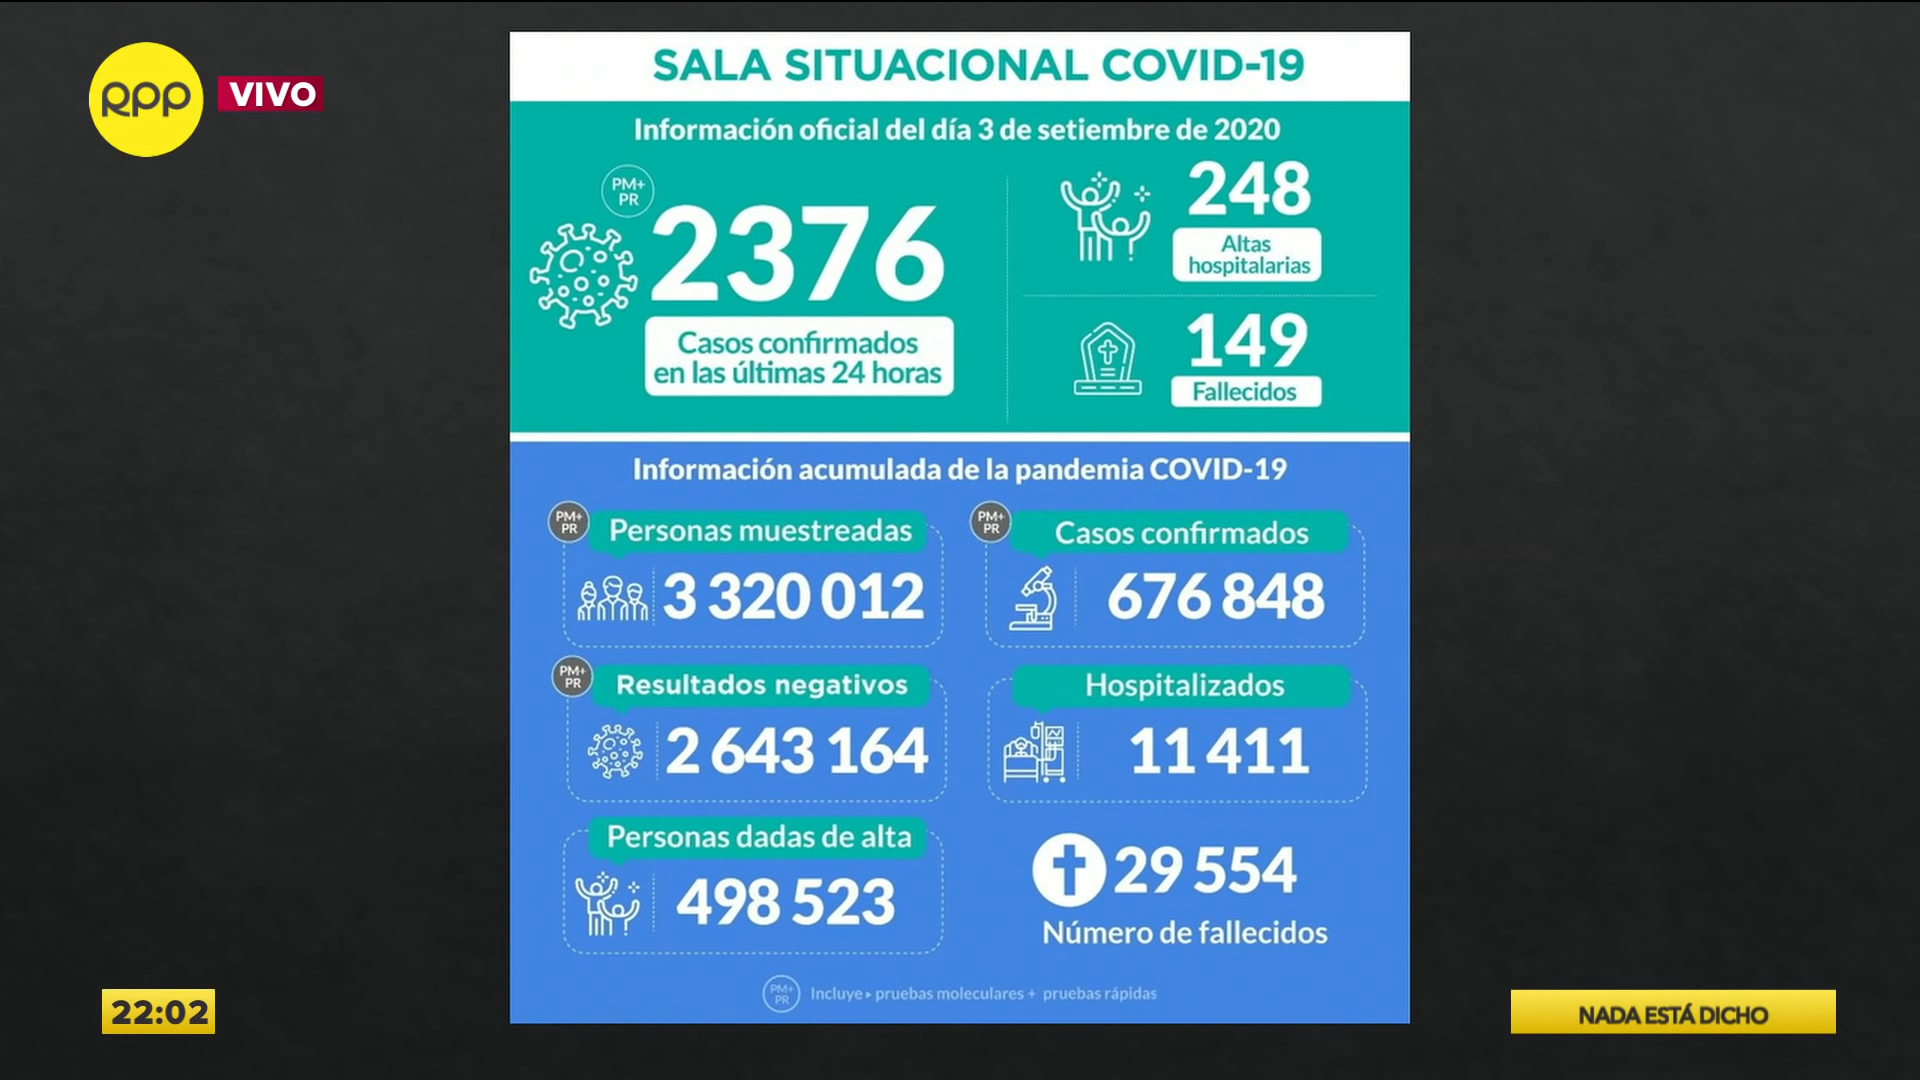 RPP
VIVO
SALA SITUACIONAL COVID-19
Información oficial del día 3 de setiembre de 2020
PM+
PR
2376
Casos confirmados
en las últimas 24 horas
248
Altas
hospitalarias
149
Fallecidos
Información acumulada de la pandemia COVID-19
PM+
PR
Personas muestreadas
3 320 012
PM+
PR
Casos confirmados
676 848
PM+
PR
Resultados negativos
2 643 164
Hospitalizados
11 411
Personas dadas de alta
498 523
29 554
Número de fallecidos
PM+
PR
Incluye▸ pruebas moleculares + pruebas rápidas
22:02
NADA ESTÁ DICHO